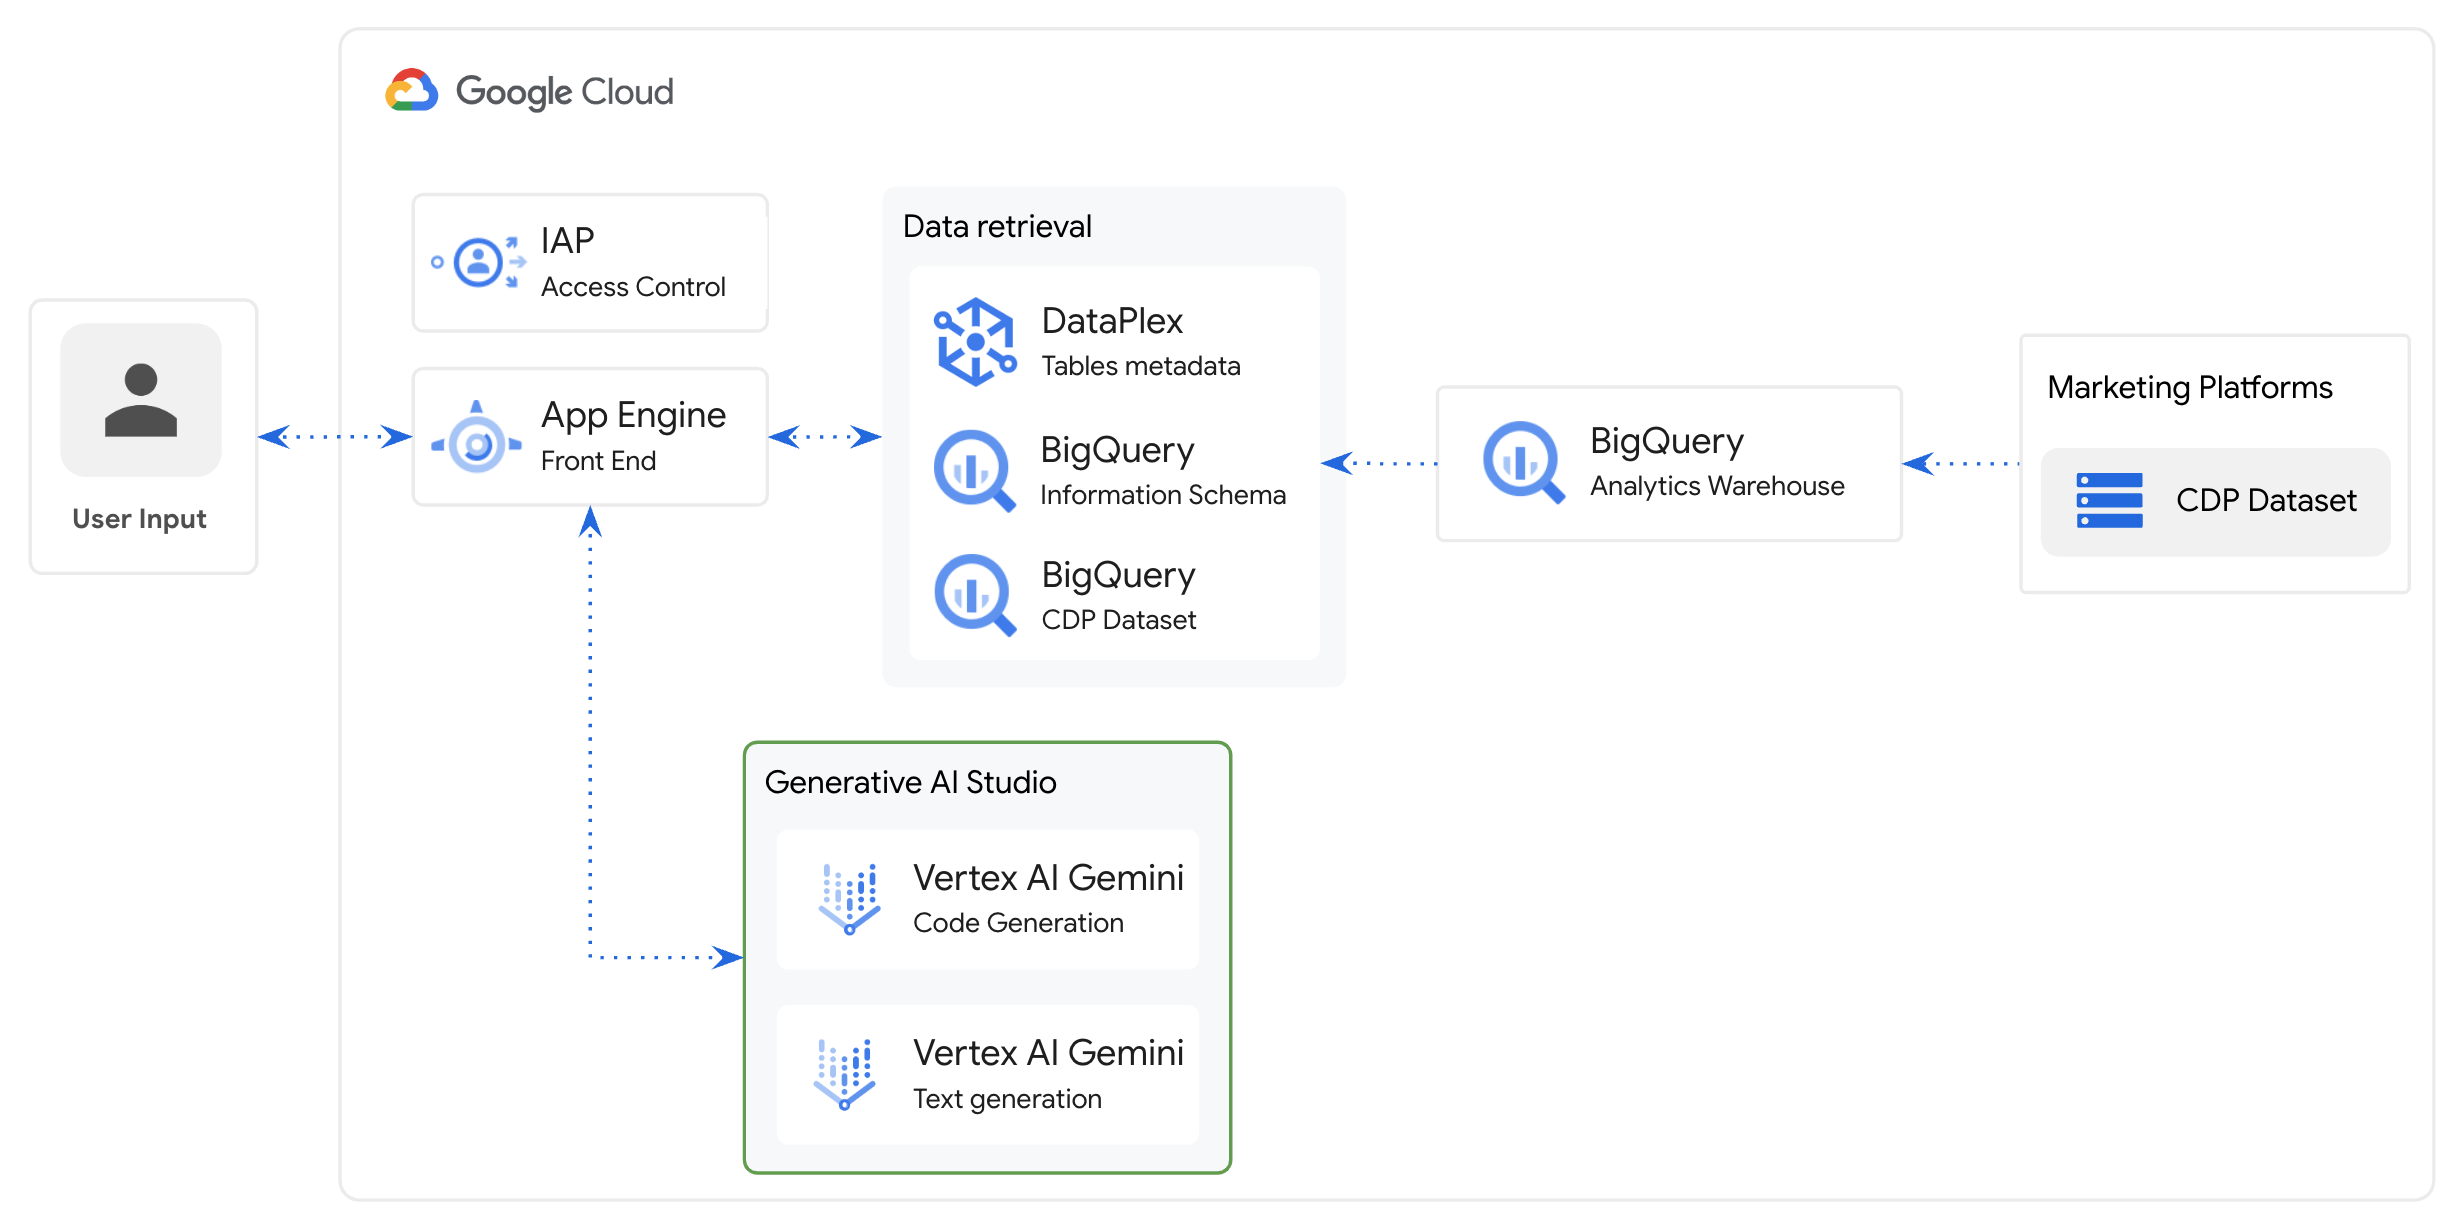 Google Cloud
IAP
Access Control
User Input
App Engine
Front End
Data retrieval
DataPlex
Tables metadata
BigQuery
Information Schema
BigQuery
CDP Dataset
BigQuery
Analytics Warehouse
Marketing Platforms
CDP Dataset
Generative AI Studio
Vertex AI Gemini
Code Generation
Vertex AI Gemini
Text generation